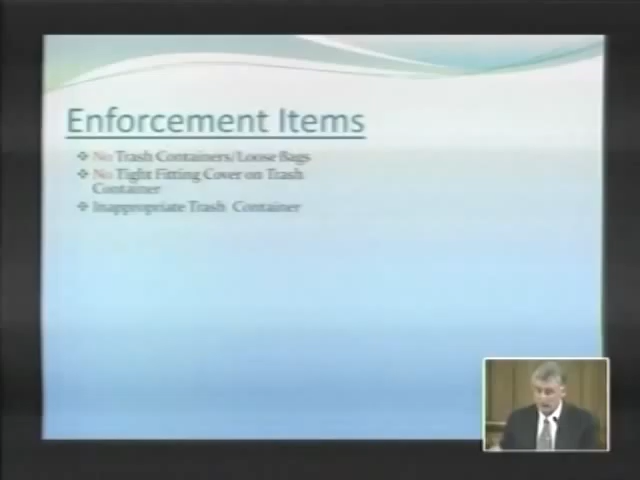 Enforcement Items
No Trash Containers/Loose Bags
No Tight Fitting Cover on Trash
Container
Inappropriate Trash Container